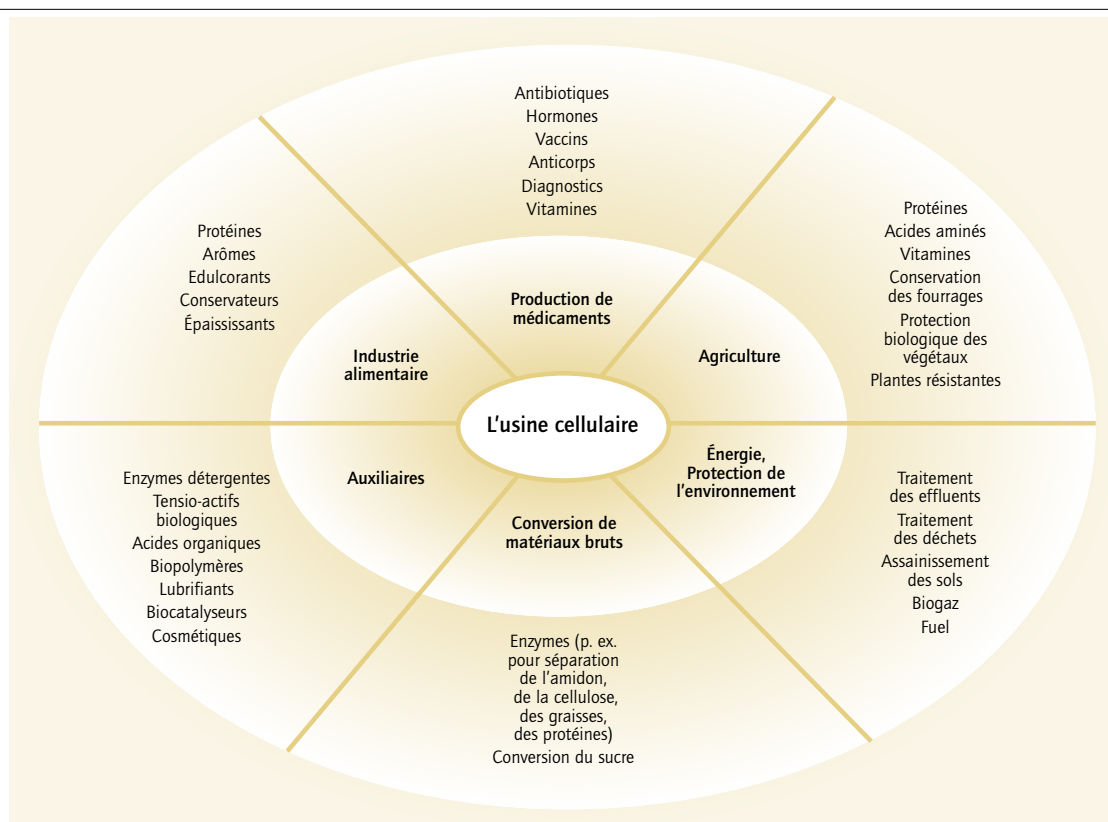 Antibiotiques
Hormones
Vaccins
Anticorps
Diagnostics
Vitamines
Protéines
Arômes
Edulcorants
Conservateurs
Épaississants
Protéines
Acides aminés
Vitamines
Conservation
des fourrages
Protection
biologique des
végétaux
Plantes résistantes
Production de
médicaments
Industrie
alimentaire
Agriculture
L'usine cellulaire
Auxiliaires
Énergie,
Protection de
l'environnement
Conversion de
matériaux bruts
Enzymes détergentes
Tensio-actifs
biologiques
Acides organiques
Biopolymères
Lubrifiants
Biocatalyseurs
Cosmétiques
Traitement
des effluents
Traitement
des déchets
Assainissement
des sols
Biogaz
Fuel
Enzymes (p. ex.
pour séparation
de l'amidon,
de la cellulose,
des graisses,
des protéines)
Conversion du sucre